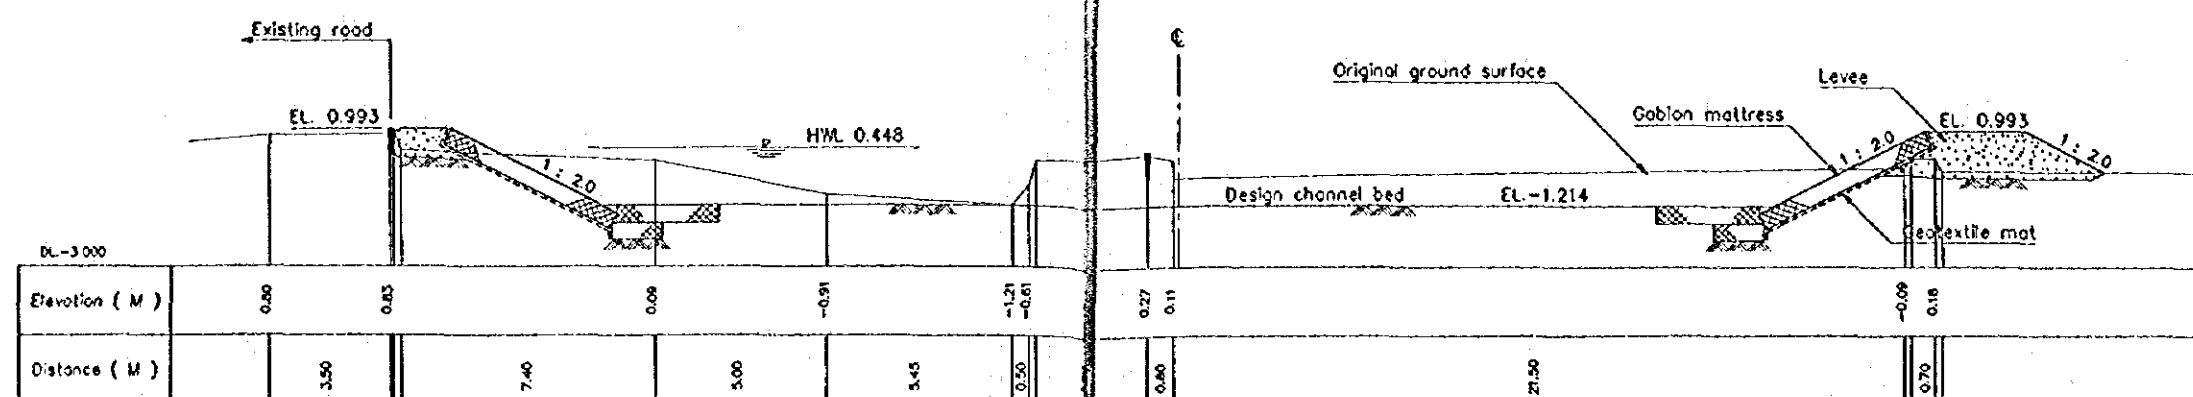 Existing road
℄
Original ground surface
Levee
EL. 0.993
Gabion mattress
EL. 0.993
HWL 0.448
1 : 2.0
1 : 2.0
1 : 2.0
Design channel bed
EL.-1.214
Geotextile mat
DL-3.000
Elevation ( M )
0.80
0.83
0.09
-0.91
-1.21
-0.61
0.27
0.11
-0.09
0.18
Distance ( M )
3.50
7.40
5.00
5.45
0.50
0.80
21.50
0.70